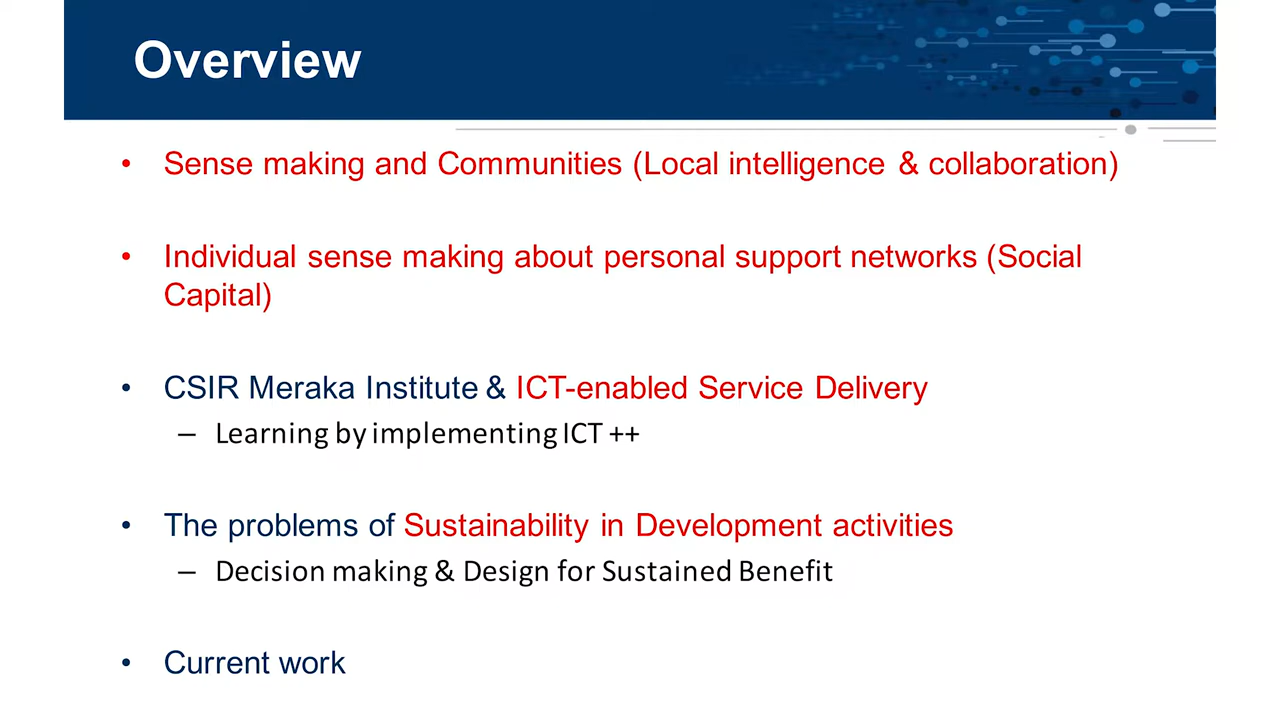 Overview
• Sense making and Communities (Local intelligence & collaboration)
• Individual sense making about personal support networks (Social
Capital)
• CSIR Meraka Institute & ICT-enabled Service Delivery
– Learning by implementing ICT ++
• The problems of Sustainability in Development activities
– Decision making & Design for Sustained Benefit
• Current work